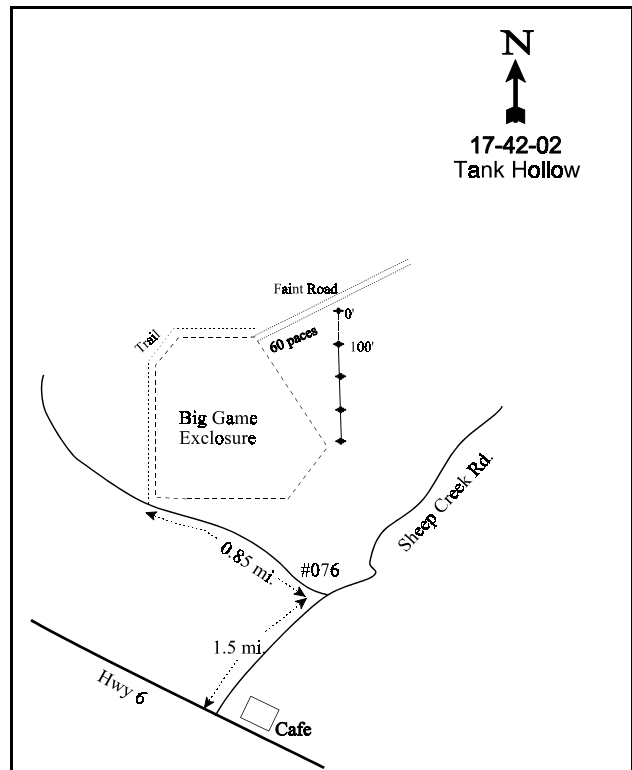 N
17-42-02
Tank Hollow
Faint Road
0'
60 paces
Trail
100'
Big Game
Exclosure
Sheep Creek Rd.
0.85 mi.
#076
1.5 mi.
Hwy 6
Cafe